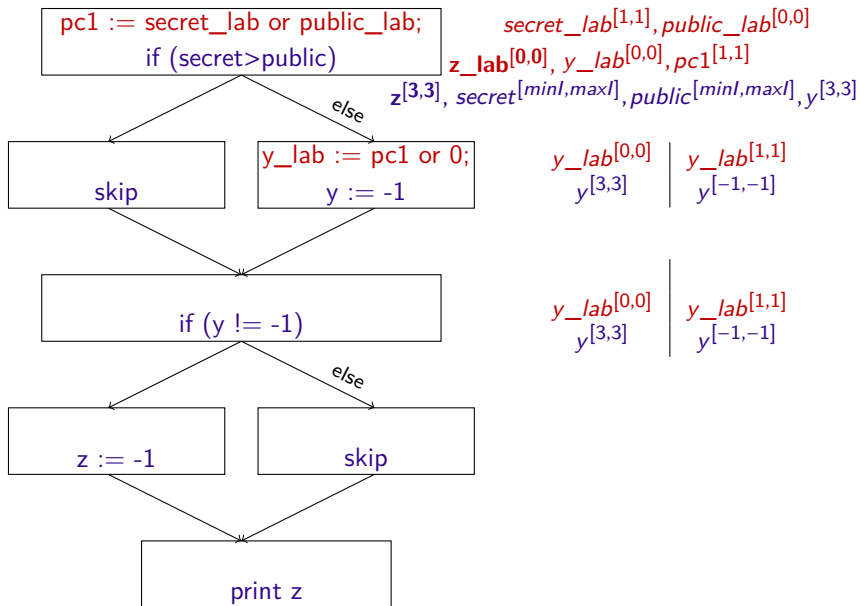 pc1 := secret_lab or public_lab;
if (secret>public)
secret_lab[1,1], public_lab[0,0]
z_lab[0,0], y_lab[0,0], pc1[1,1]
z[3,3], secret[minI,maxI], public[minI,maxI], y[3,3]
else
skip
y_lab := pc1 or 0;
y := -1
y_lab[0,0] y_lab[1,1]
y[3,3] y[−1,−1]
if (y != -1)
y_lab[0,0] y_lab[1,1]
y[3,3] y[−1,−1]
else
z := -1
skip
print z